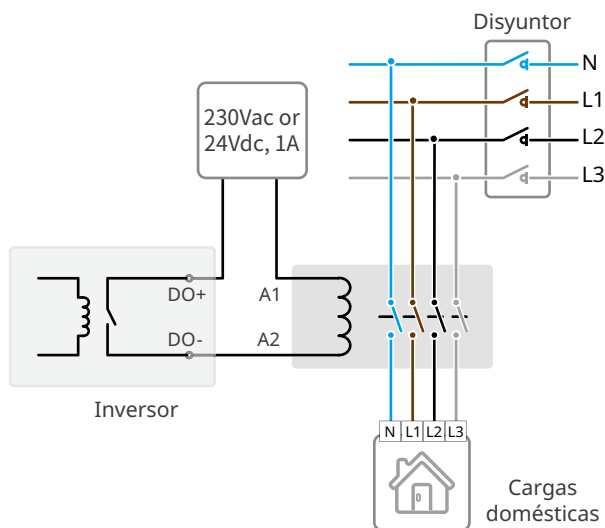 Disyuntor
N
L1
L2
L3
230Vac or
24Vdc, 1A
DO+
A1
DO-
A2
Inversor
N
L1
L2
L3
Cargas
domésticas